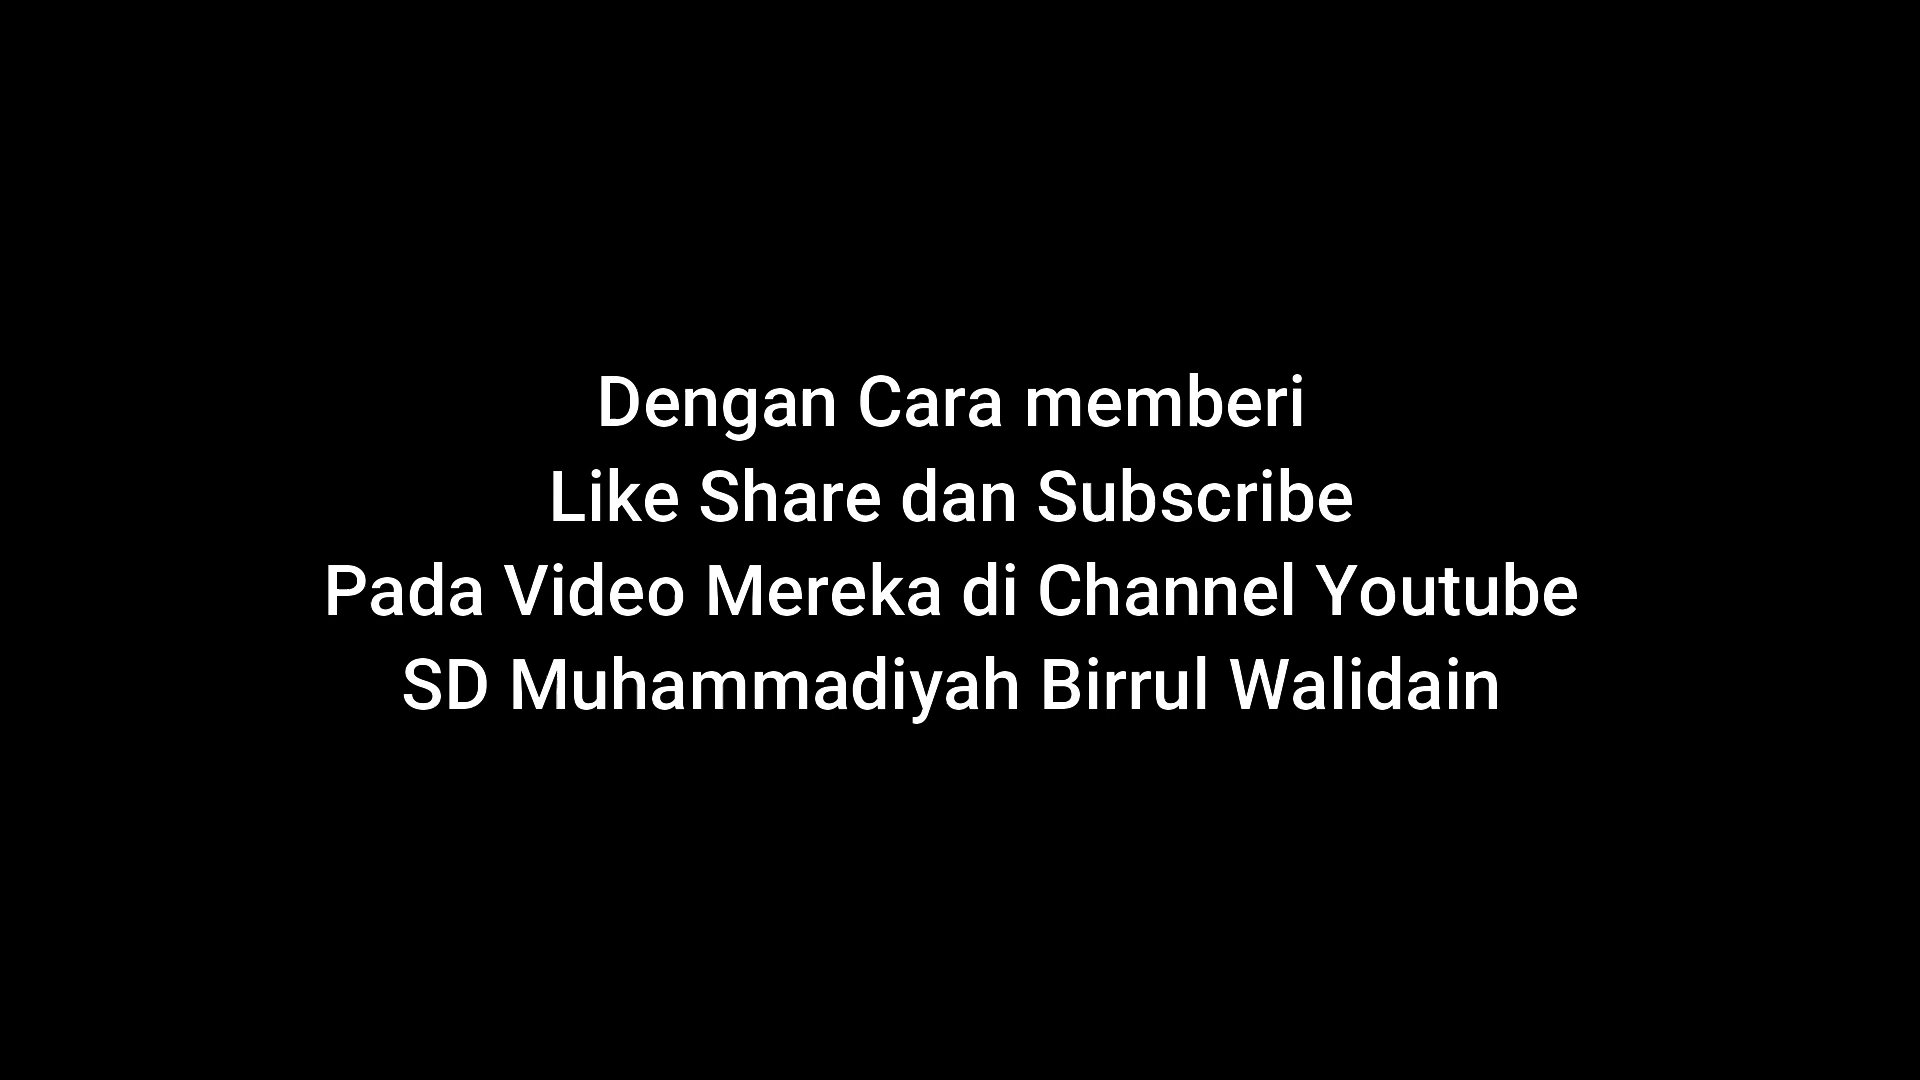 Dengan Cara memberi
Like Share dan Subscribe
Pada Video Mereka di Channel Youtube
SD Muhammadiyah Birrul Walidain